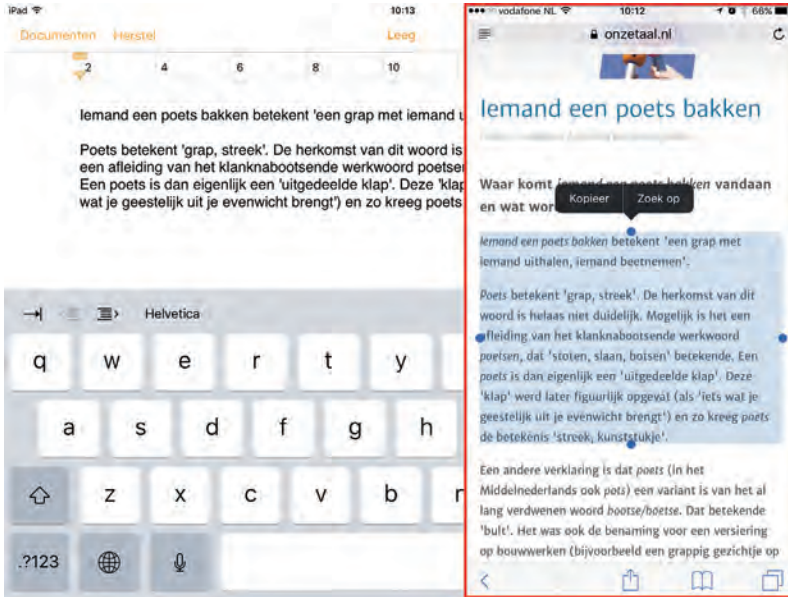 iPad
10:13
Documenten Herstel
Leeg
2 4 6 8 10
Iemand een poets bakken betekent 'een grap met iemand u
Poets betekent 'grap, streek'. De herkomst van dit woord is
een afleiding van het klanknabootsende werkwoord poetsen
Een poets is dan eigenlijk een 'uitgedeelde klap'. Deze 'klap
wat je geestelijk uit je evenwicht brengt') en zo kreeg poets
Helvetica
q w e r t y
a s d f g h
z x c v b
.?123
vodafone NL 10:12 66%
onzetaal.nl
Iemand een poets bakken
Waar komt iemand een poets bakken vandaan
en wat wor
Kopieer Zoek op
Iemand een poets bakken betekent 'een grap met
iemand uithalen, iemand beetnemen'.
Poets betekent 'grap, streek'. De herkomst van dit
woord is helaas niet duidelijk. Mogelijk is het een
afleiding van het klanknabootsende werkwoord
poetsen, dat 'stoten, slaan, botsen' betekende. Een
poets is dan eigenlijk een 'uitgedeelde klap'. Deze
'klap' werd later figuurlijk opgevat (als 'iets wat je
geestelijk uit je evenwicht brengt') en zo kreeg poets
de betekenis 'streek, kunststukje'.
Een andere verklaring is dat poets (in het
Middelnederlands ook pots) een variant is van het al
lang verdwenen woord bootse/boetse. Dat betekende
'bult'. Het was ook de benaming voor een versiering
op bouwwerken (bijvoorbeeld een grappig gezichtje op